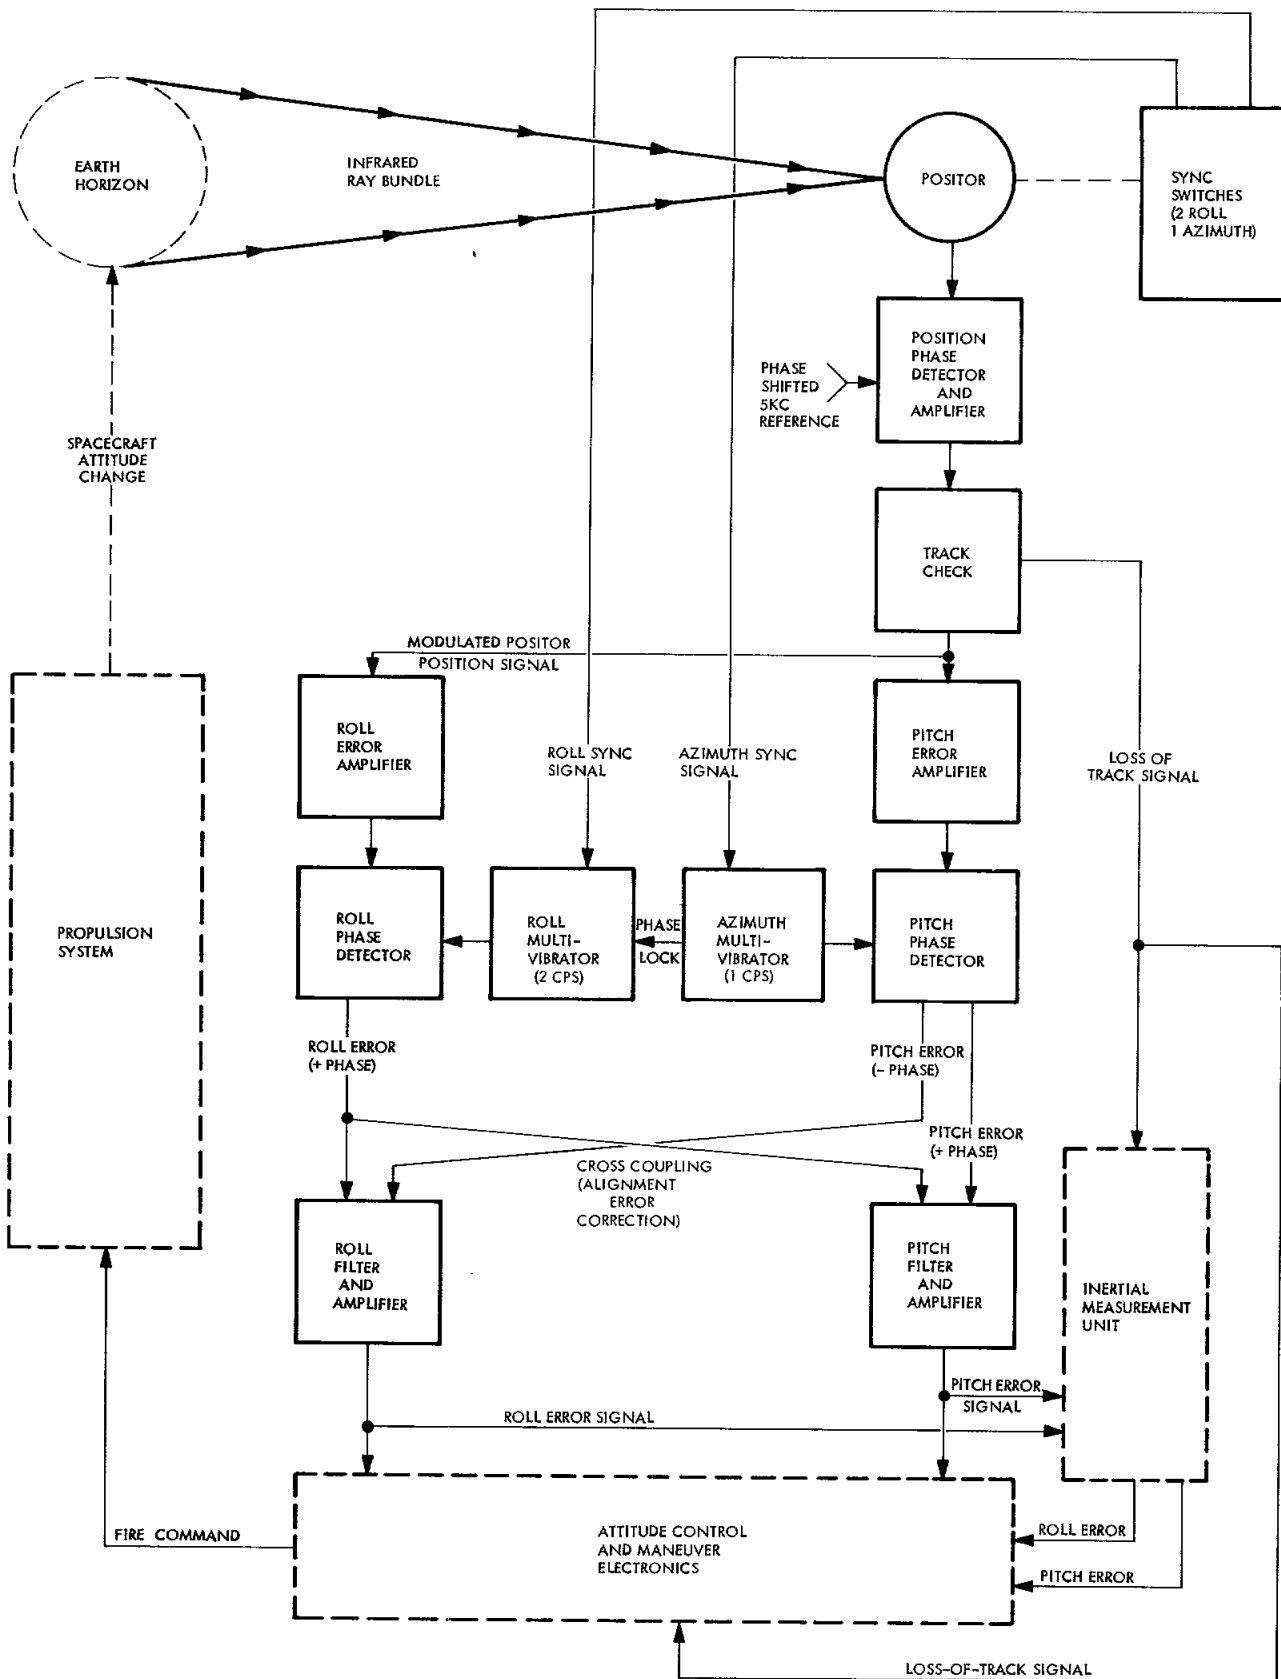 EARTH
HORIZON
INFRARED
RAY BUNDLE
POSITOR
SYNC
SWITCHES
(2 ROLL
1 AZIMUTH)
POSITION
PHASE
DETECTOR
AND
AMPLIFIER
PHASE
SHIFTED
5KC
REFERENCE
SPACECRAFT
ATTITUDE
CHANGE
TRACK
CHECK
MODULATED POSITOR
POSITION SIGNAL
ROLL
ERROR
AMPLIFIER
ROLL SYNC
SIGNAL
AZIMUTH SYNC
SIGNAL
PITCH
ERROR
AMPLIFIER
LOSS OF
TRACK SIGNAL
PROPULSION
SYSTEM
ROLL
PHASE
DETECTOR
ROLL
MULTI-
VIBRATOR
(2 CPS)
PHASE
LOCK
AZIMUTH
MULTI-
VIBRATOR
(1 CPS)
PITCH
PHASE
DETECTOR
ROLL ERROR
(+ PHASE)
PITCH ERROR
(- PHASE)
PITCH ERROR
(+ PHASE)
CROSS COUPLING
(ALIGNMENT
ERROR
CORRECTION)
ROLL
FILTER
AND
AMPLIFIER
PITCH
FILTER
AND
AMPLIFIER
INERTIAL
MEASUREMENT
UNIT
PITCH ERROR
SIGNAL
ROLL ERROR SIGNAL
FIRE COMMAND
ATTITUDE CONTROL
AND MANEUVER
ELECTRONICS
ROLL ERROR
PITCH ERROR
LOSS-OF-TRACK SIGNAL